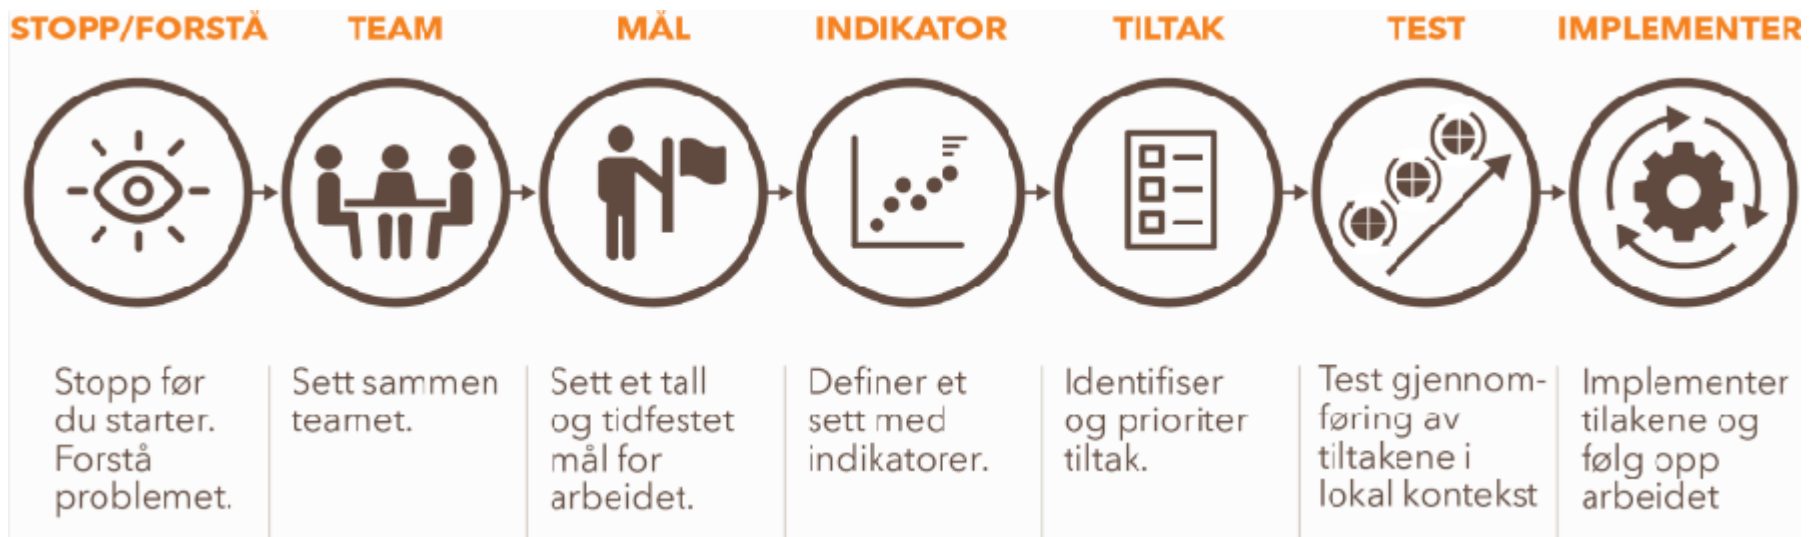 STOPP/FORSTÅ
TEAM
MÅL
INDIKATOR
TILTAK
TEST
IMPLEMENTER
Stopp før
du starter.
Forstå
problemet.
Sett sammen
teamet.
Sett et tall
og tidfestet
mål for
arbeidet.
Definer et
sett med
indikatorer.
Identifiser
og prioriter
tiltak.
Test gjennom-
føring av
tiltakene i
lokal kontekst
Implementer
tilakene og
følg opp
arbeidet